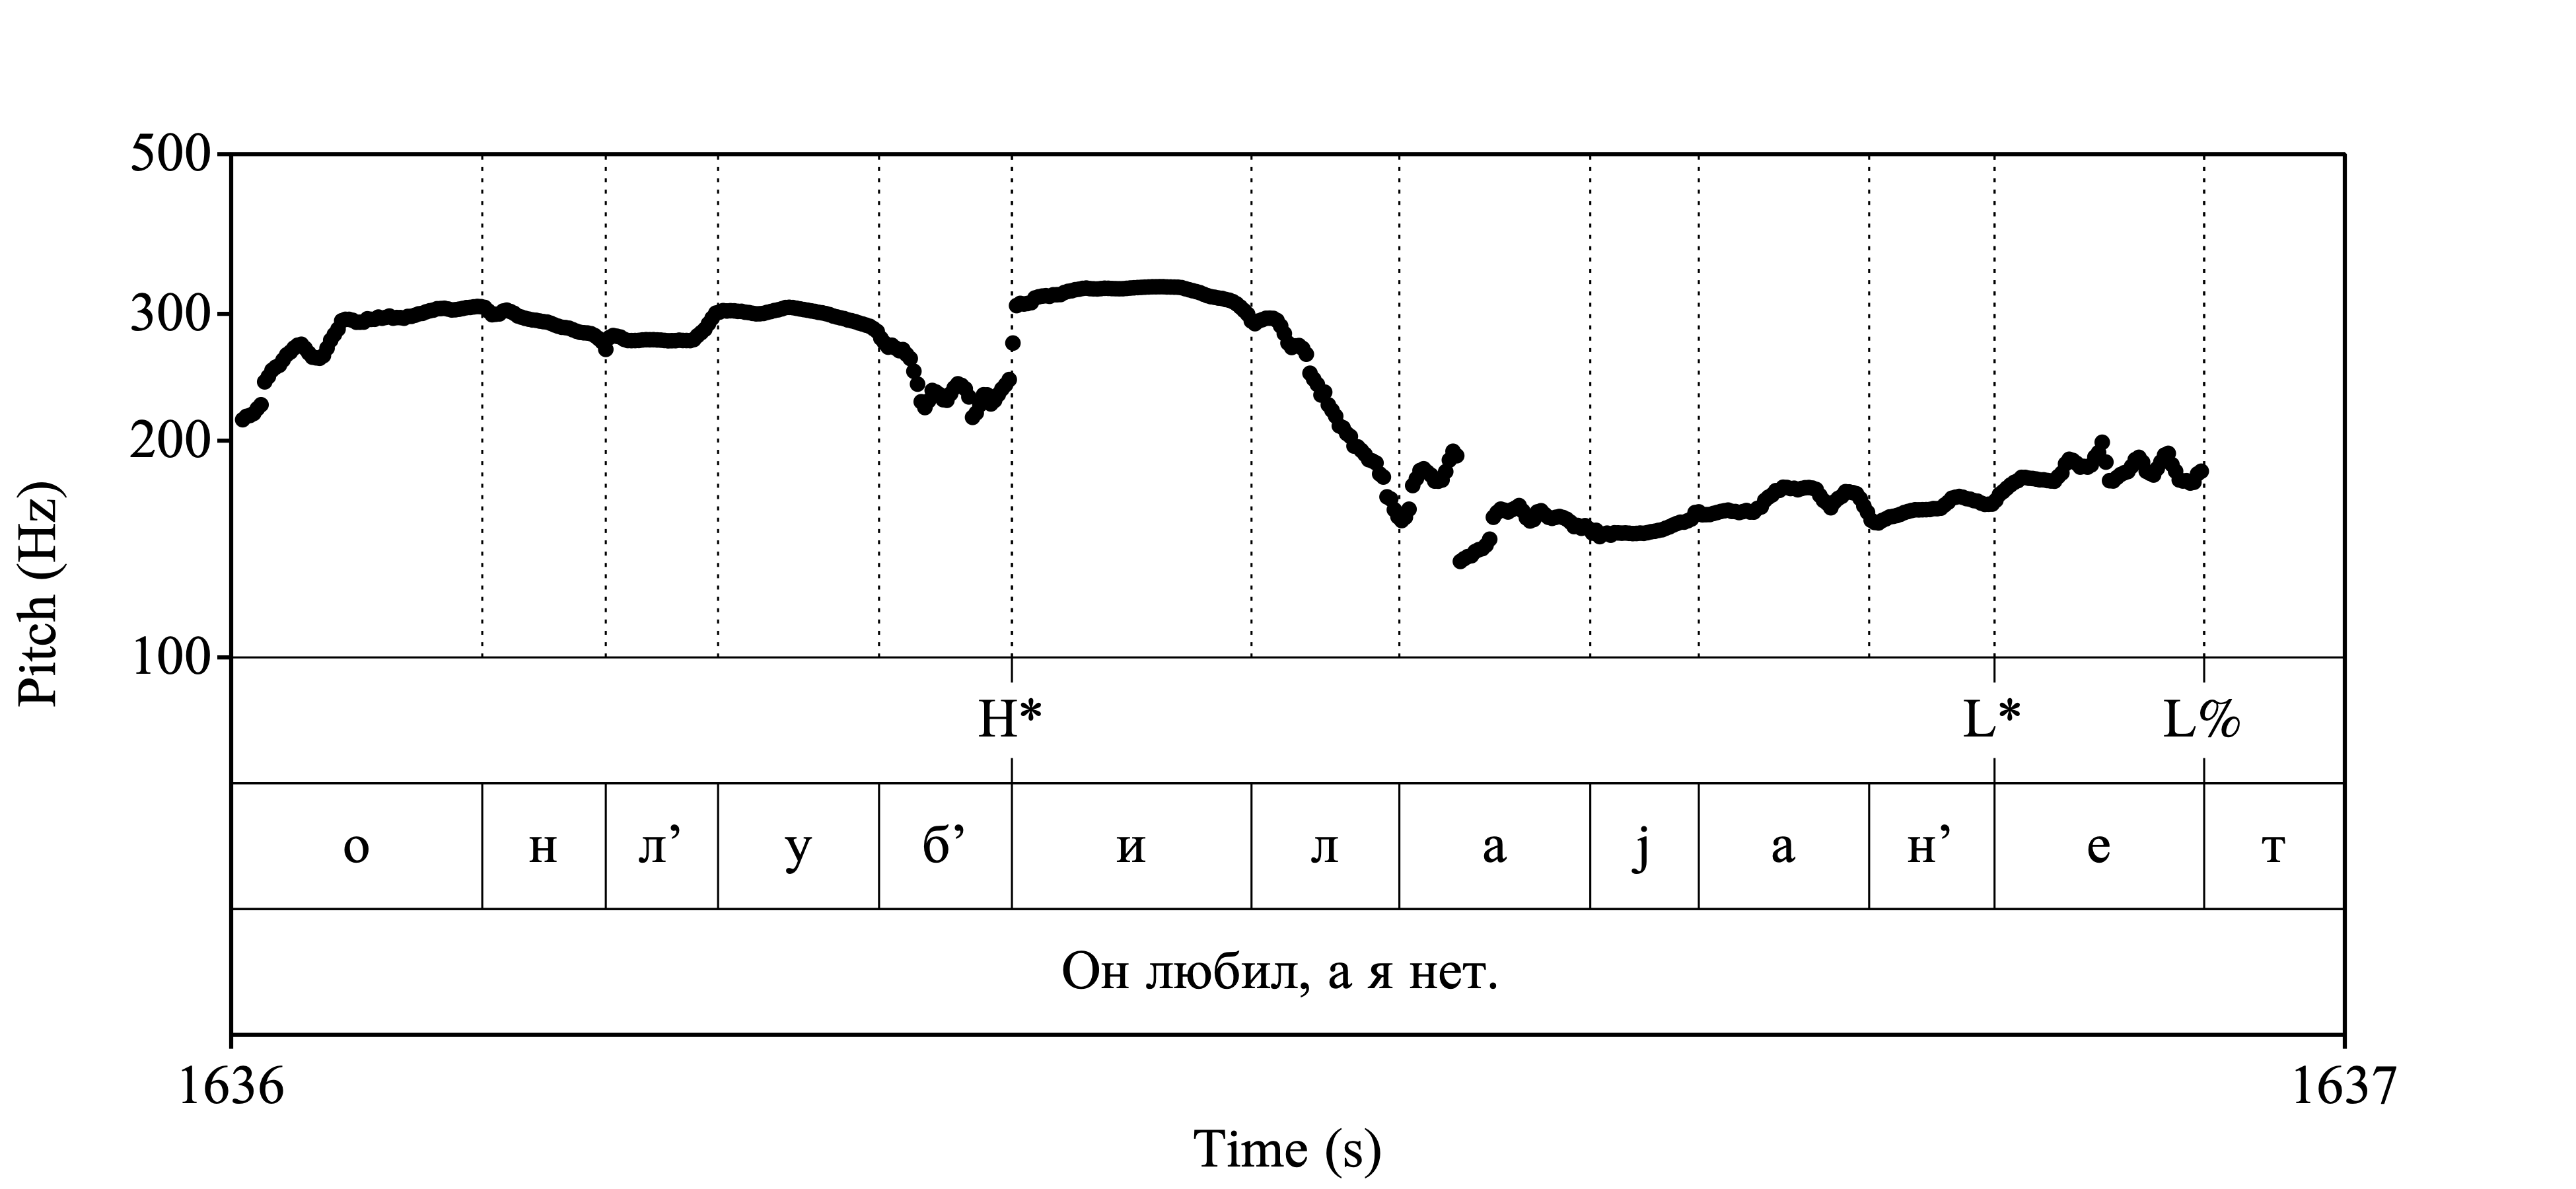 500
300
200
100
Pitch (Hz)
H* L* L%
о н л’ у б’ и л а j а н’ е т
Он любил, а я нет.
1636 1637
Time (s)